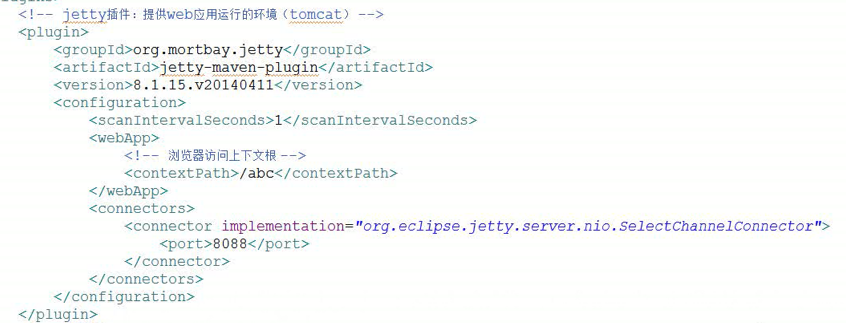 <!-- jetty插件：提供web应用运行的环境（tomcat） -->
<plugin>
<groupId>org.mortbay.jetty</groupId>
<artifactId>jetty-maven-plugin</artifactId>
<version>8.1.15.v20140411</version>
<configuration>
<scanIntervalSeconds>1</scanIntervalSeconds>
<webApp>
<!-- 浏览器访问上下文根 -->
<contextPath>/abc</contextPath>
</webApp>
<connectors>
<connector implementation="org.eclipse.jetty.server.nio.SelectChannelConnector">
<port>8088</port>
</connector>
</connectors>
</configuration>
</plugin>